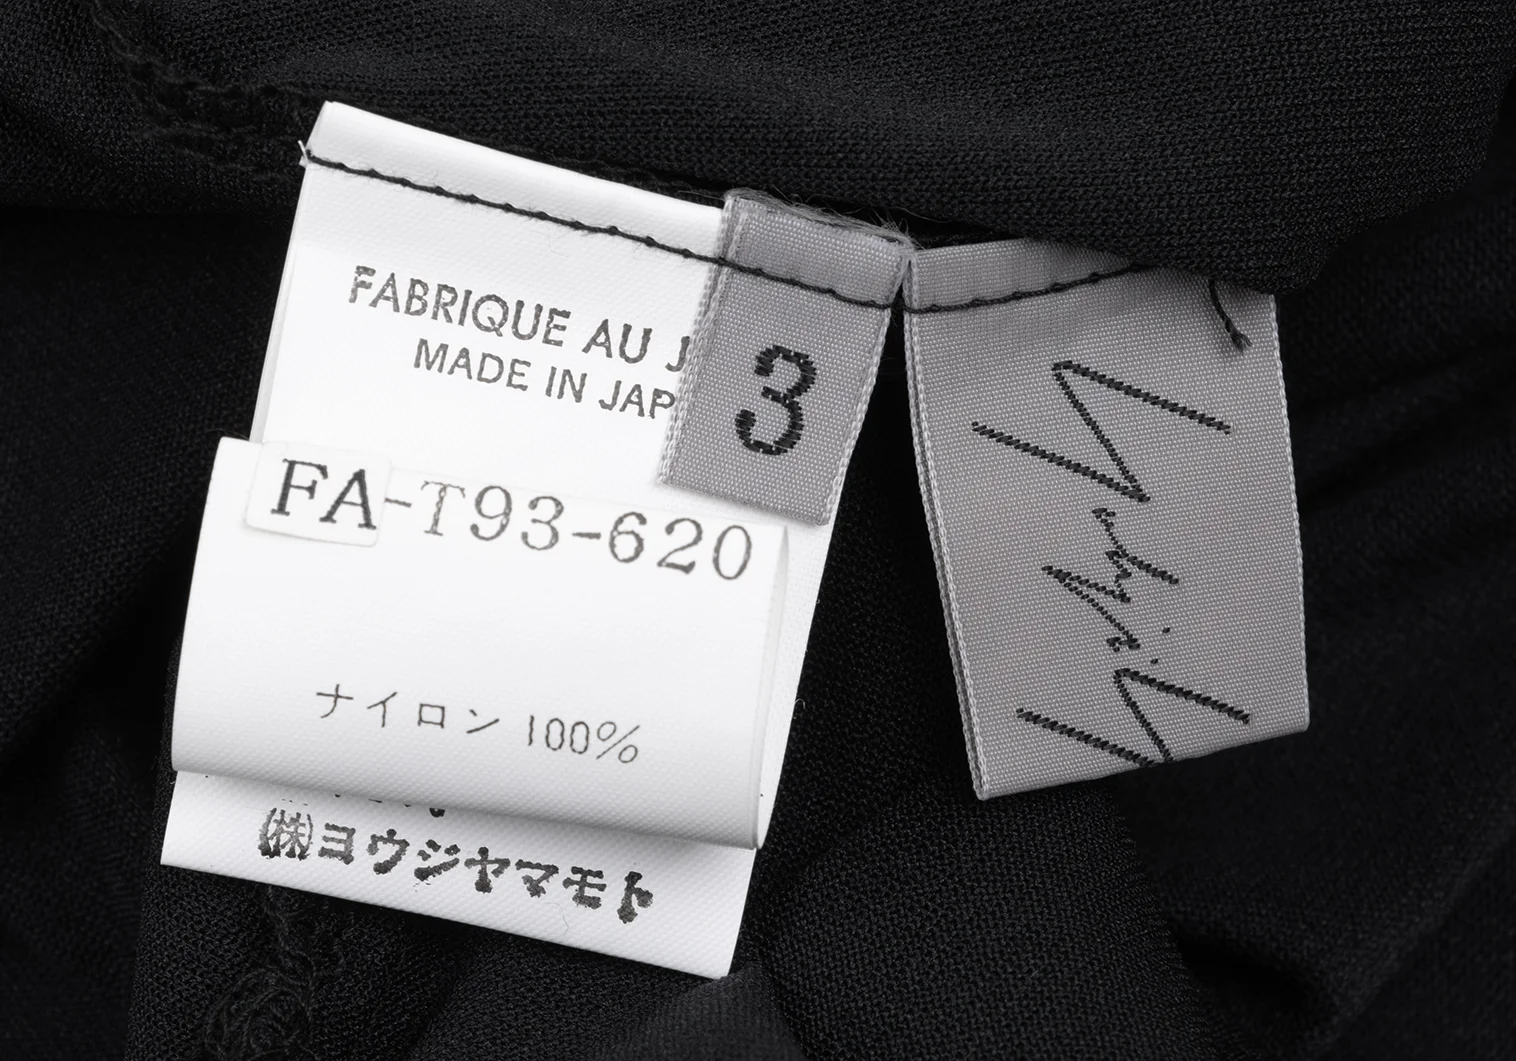 FABRIQUE AU J
MADE IN JAP
3
FA-T93-620
ナイロン 100%
㈱ヨウジヤマモト
Yohji Y